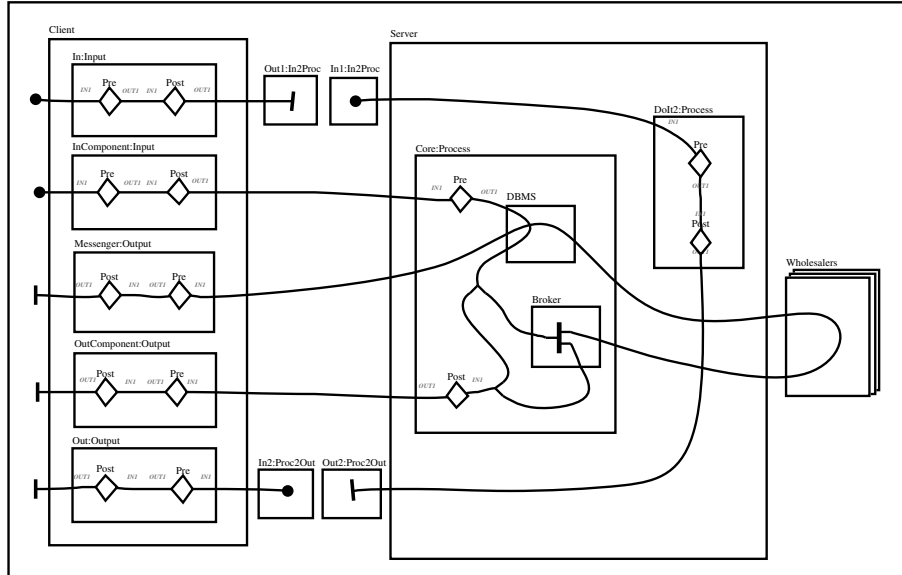 Client
Server
In:Input
Out1:In2Proc
In1:In2Proc
Pre
Post
IN1
OUT1
IN1
OUT1
DoIt2:Process
IN1
Pre
OUT1
IN1
Post
OUT1
InComponent:Input
Pre
Post
IN1
OUT1
IN1
OUT1
Core:Process
Pre
IN1
OUT1
DBMS
Messenger:Output
Post
Pre
OUT1
IN1
OUT1
IN1
Wholesalers
Broker
OutComponent:Output
Post
Pre
OUT1
IN1
OUT1
IN1
Post
OUT1
IN1
Out:Output
Post
Pre
OUT1
IN1
OUT1
IN1
In2:Proc2Out
Out2:Proc2Out